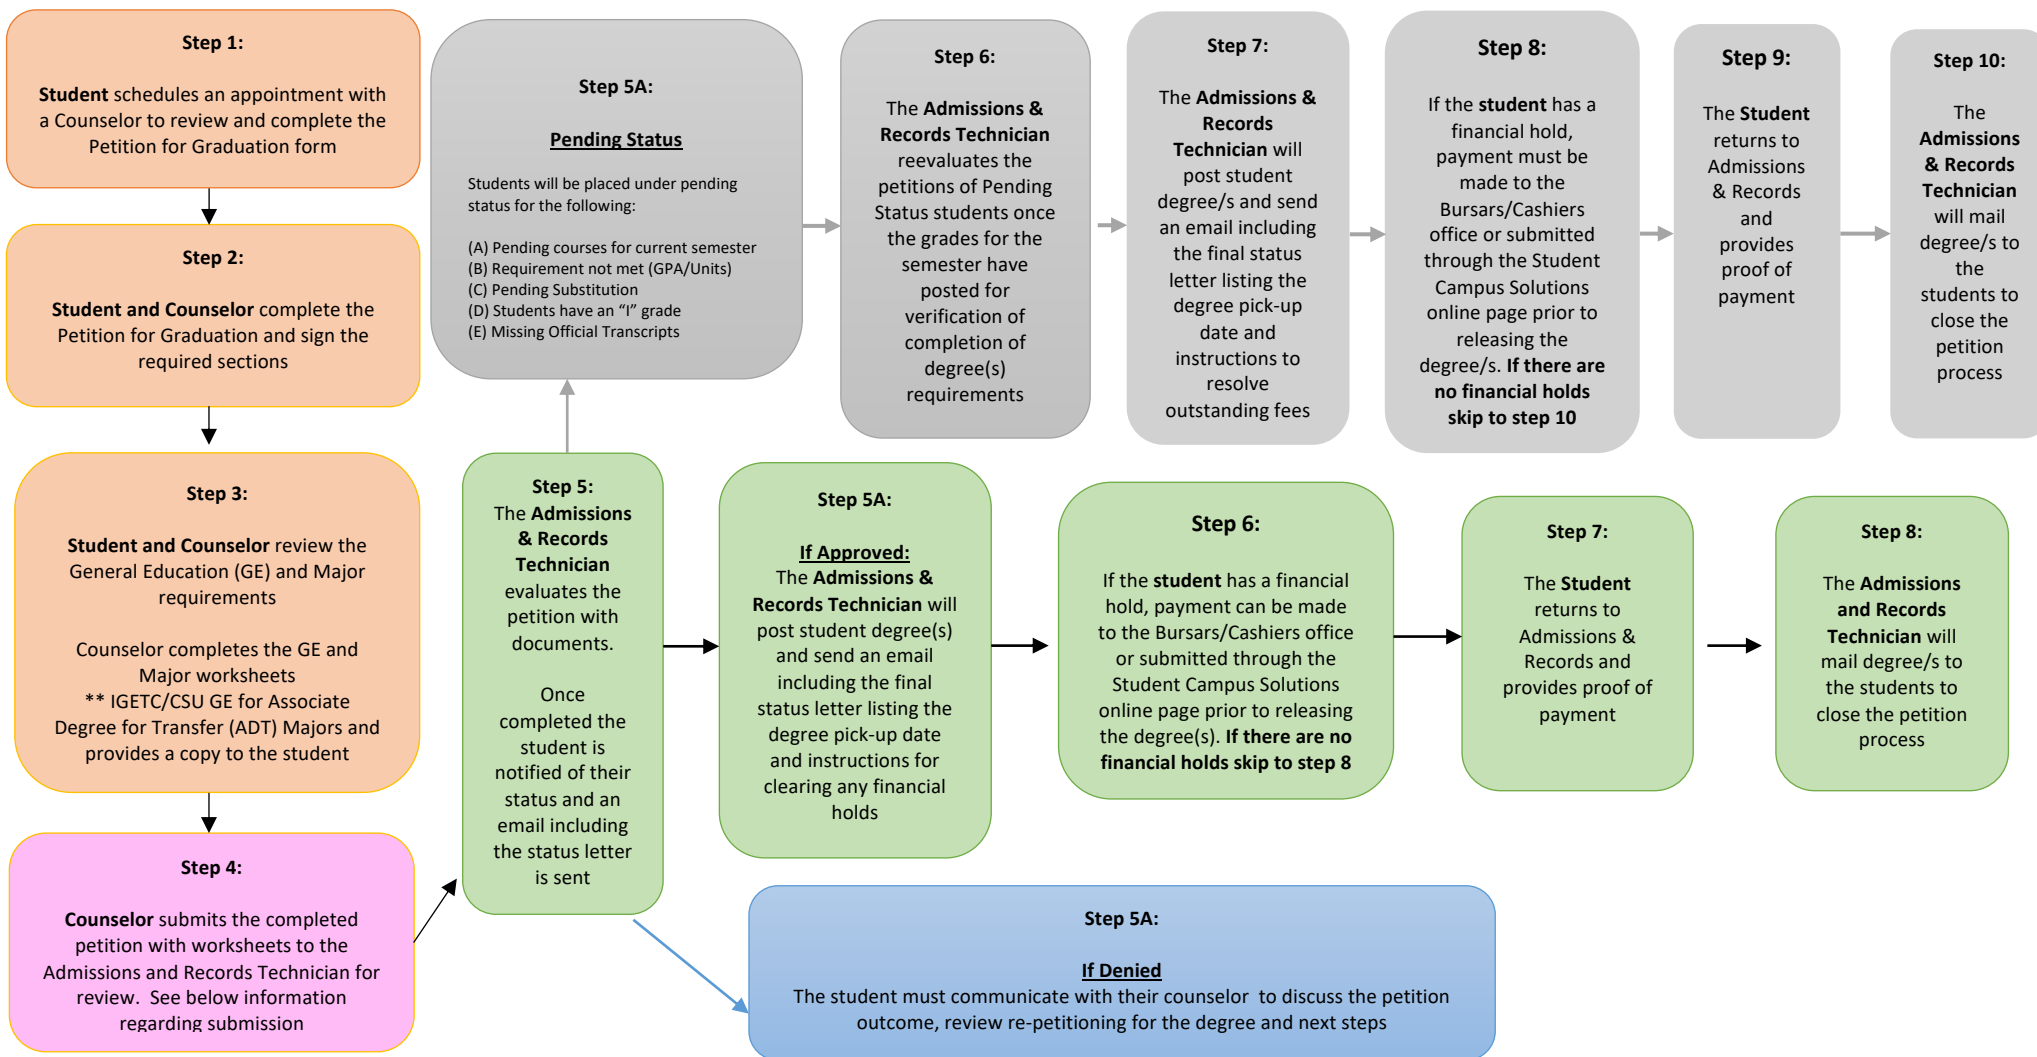 Step 1:
Student schedules an appointment with
a Counselor to review and complete the
Petition for Graduation form
Step 2:
Student and Counselor complete the
Petition for Graduation and sign the
required sections
Step 3:
Student and Counselor review the
General Education (GE) and Major
requirements
Counselor completes the GE and
Major worksheets
** IGETC/CSU GE for Associate
Degree for Transfer (ADT) Majors and
provides a copy to the student
Step 4:
Counselor submits the completed
petition with worksheets to the
Admissions and Records Technician for
review.  See below information
regarding submission
Step 5:
The Admissions
& Records
Technician
evaluates the
petition with
documents.
Once
completed the
student is
notified of their
status and an
email including
the status letter
is sent
Step 5A:
Pending Status
Students will be placed under pending
status for the following:
(A) Pending courses for current semester
(B) Requirement not met (GPA/Units)
(C) Pending Substitution
(D) Students have an “I” grade
(E) Missing Official Transcripts
Step 6:
The Admissions &
Records Technician
reevaluates the
petitions of Pending
Status students once
the grades for the
semester have
posted for
verification of
completion of
degree(s)
requirements
Step 7:
The Admissions &
Records
Technician will
post student
degree/s and send
an email including
the final status
letter listing the
degree pick-up
date and
instructions to
resolve
outstanding fees
Step 8:
If the student has a
financial hold,
payment must be
made to the
Bursars/Cashiers
office or submitted
through the Student
Campus Solutions
online page prior to
releasing the
degree/s. If there are
no financial holds
skip to step 10
Step 9:
The Student
returns to
Admissions
& Records
and
provides
proof of
payment
Step 10:
The
Admissions
& Records
Technician
will mail
degree/s to
the
students to
close the
petition
process
Step 5A:
If Approved:
The Admissions &
Records Technician will
post student degree(s)
and send an email
including the final
status letter listing the
degree pick-up date
and instructions for
clearing any financial
holds
Step 6:
If the student has a financial
hold, payment can be made
to the Bursars/Cashiers office
or submitted through the
Student Campus Solutions
online page prior to releasing
the degree(s). If there are no
financial holds skip to step 8
Step 7:
The Student
returns to
Admissions &
Records and
provides proof of
payment
Step 8:
The Admissions
and Records
Technician will
mail degree/s to
the students to
close the petition
process
Step 5A:
If Denied
The student must communicate with their counselor  to discuss the petition
outcome, review re-petitioning for the degree and next steps